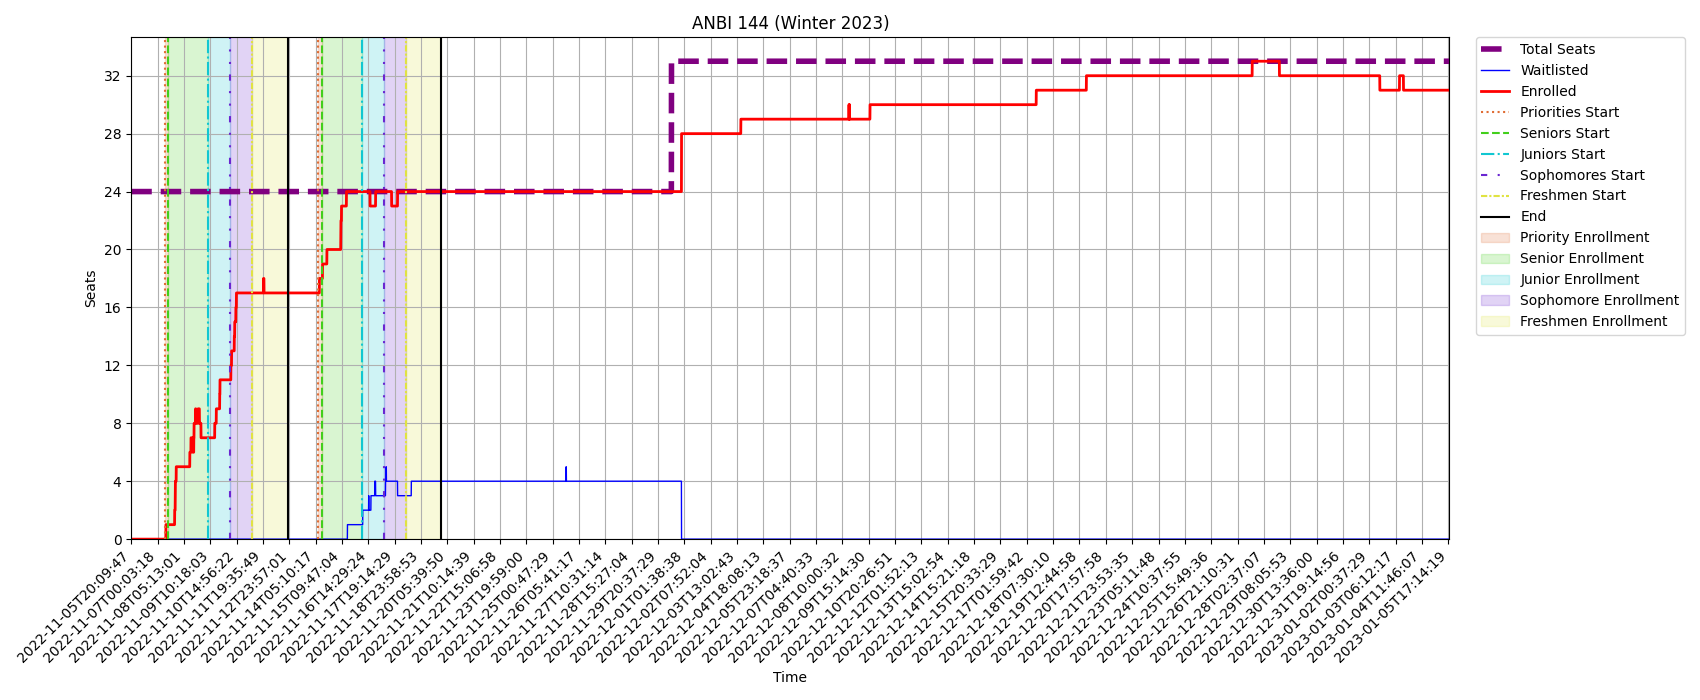 ANBI 144 (Winter 2023)
32
28
24
20
16
12
8
4
0
Seats
2022-11-05T20:09:47
2022-11-07T00:03:18
2022-11-08T05:13:01
2022-11-09T10:18:03
2022-11-10T14:56:22
2022-11-11T19:35:49
2022-11-12T23:57:01
2022-11-14T05:10:17
2022-11-15T09:47:04
2022-11-16T14:29:24
2022-11-17T19:14:29
2022-11-18T23:58:53
2022-11-20T05:39:50
2022-11-21T10:14:39
2022-11-22T15:06:58
2022-11-23T19:59:00
2022-11-25T00:47:29
2022-11-26T05:41:17
2022-11-27T10:31:14
2022-11-28T15:27:04
2022-11-29T20:37:29
2022-12-01T01:38:38
2022-12-02T07:52:04
2022-12-03T13:02:43
2022-12-04T18:08:13
2022-12-05T23:18:37
2022-12-07T04:40:33
2022-12-08T10:00:32
2022-12-09T15:14:30
2022-12-10T20:26:51
2022-12-12T01:52:13
2022-12-13T15:02:54
2022-12-14T15:21:18
2022-12-15T20:33:29
2022-12-17T01:59:42
2022-12-18T07:30:10
2022-12-19T12:44:58
2022-12-20T17:57:58
2022-12-21T23:53:35
2022-12-23T05:11:48
2022-12-24T10:37:55
2022-12-25T15:49:36
2022-12-26T21:10:31
2022-12-28T02:37:07
2022-12-29T08:05:53
2022-12-30T13:36:00
2022-12-31T19:14:56
2023-01-02T00:37:29
2023-01-03T06:12:17
2023-01-04T11:46:07
2023-01-05T17:14:19
Time
Total Seats
Waitlisted
Enrolled
Priorities Start
Seniors Start
Juniors Start
Sophomores Start
Freshmen Start
End
Priority Enrollment
Senior Enrollment
Junior Enrollment
Sophomore Enrollment
Freshmen Enrollment